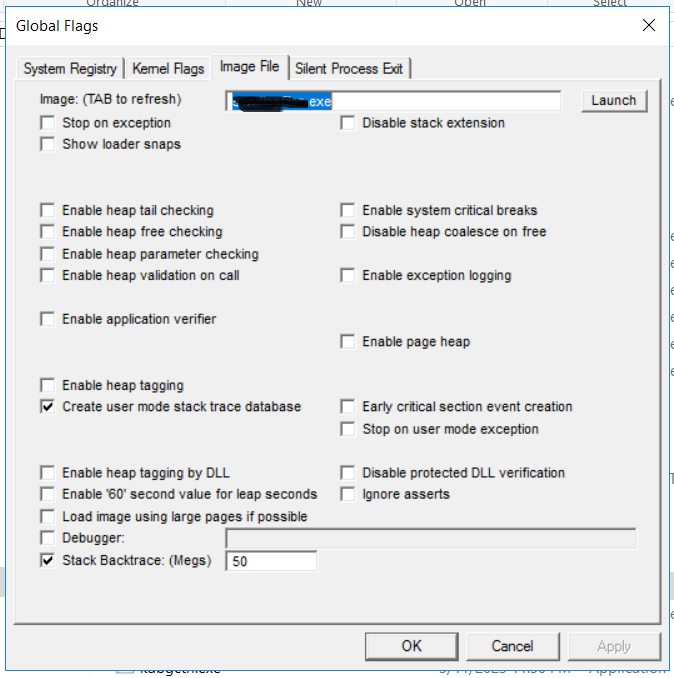 Organize New Open Select
Global Flags
System Registry Kernel Flags Image File Silent Process Exit
Image: (TAB to refresh) exe Launch
Stop on exception Disable stack extension
Show loader snaps
Enable heap tail checking Enable system critical breaks
Enable heap free checking Disable heap coalesce on free
Enable heap parameter checking
Enable heap validation on call Enable exception logging
Enable application verifier
Enable page heap
Enable heap tagging
Create user mode stack trace database Early critical section event creation
Stop on user mode exception
Enable heap tagging by DLL Disable protected DLL verification
Enable '60' second value for leap seconds Ignore asserts
Load image using large pages if possible
Debugger:
Stack Backtrace: (Megs) 50
OK Cancel Apply